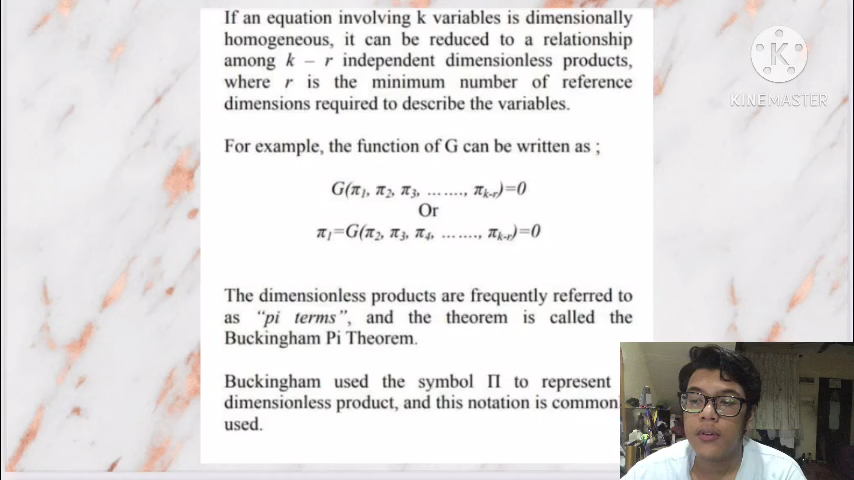 If an equation involving k variables is dimensionally
homogeneous, it can be reduced to a relationship
among k – r independent dimensionless products,
where r is the minimum number of reference
dimensions required to describe the variables.
For example, the function of G can be written as ;
G(π1, π2, π3, ……., πk-r)=0
Or
π1=G(π2, π3, π4, ……., πk-r)=0
The dimensionless products are frequently referred to
as "pi terms", and the theorem is called the
Buckingham Pi Theorem.
Buckingham used the symbol Π to represent
dimensionless product, and this notation is common
used.
K
KINEMASTER